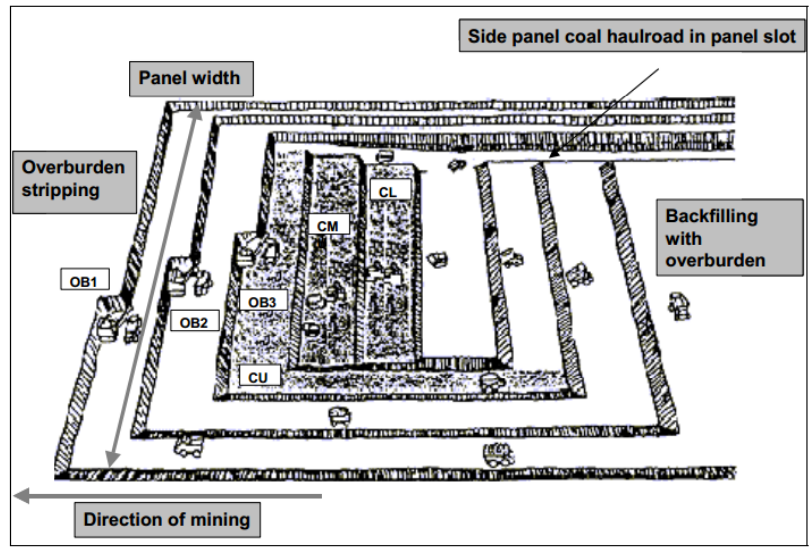 Side panel coal haulroad in panel slot
Panel width
Overburden
stripping
CL
CM
Backfilling
with
overburden
OB1
OB3
OB2
CU
Direction of mining